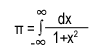 π = ∫_{-∞}^{∞} dx / 1+x²